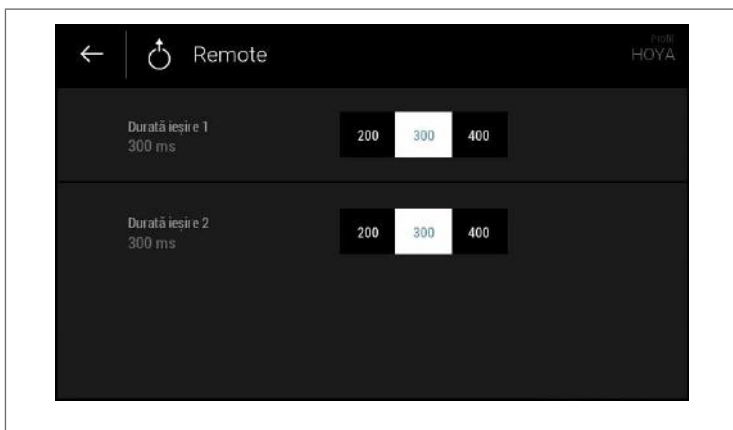 Remote
Profil
HOYA
Durată ieșire 1
300 ms
200 300 400
Durată ieșire 2
300 ms
200 300 400